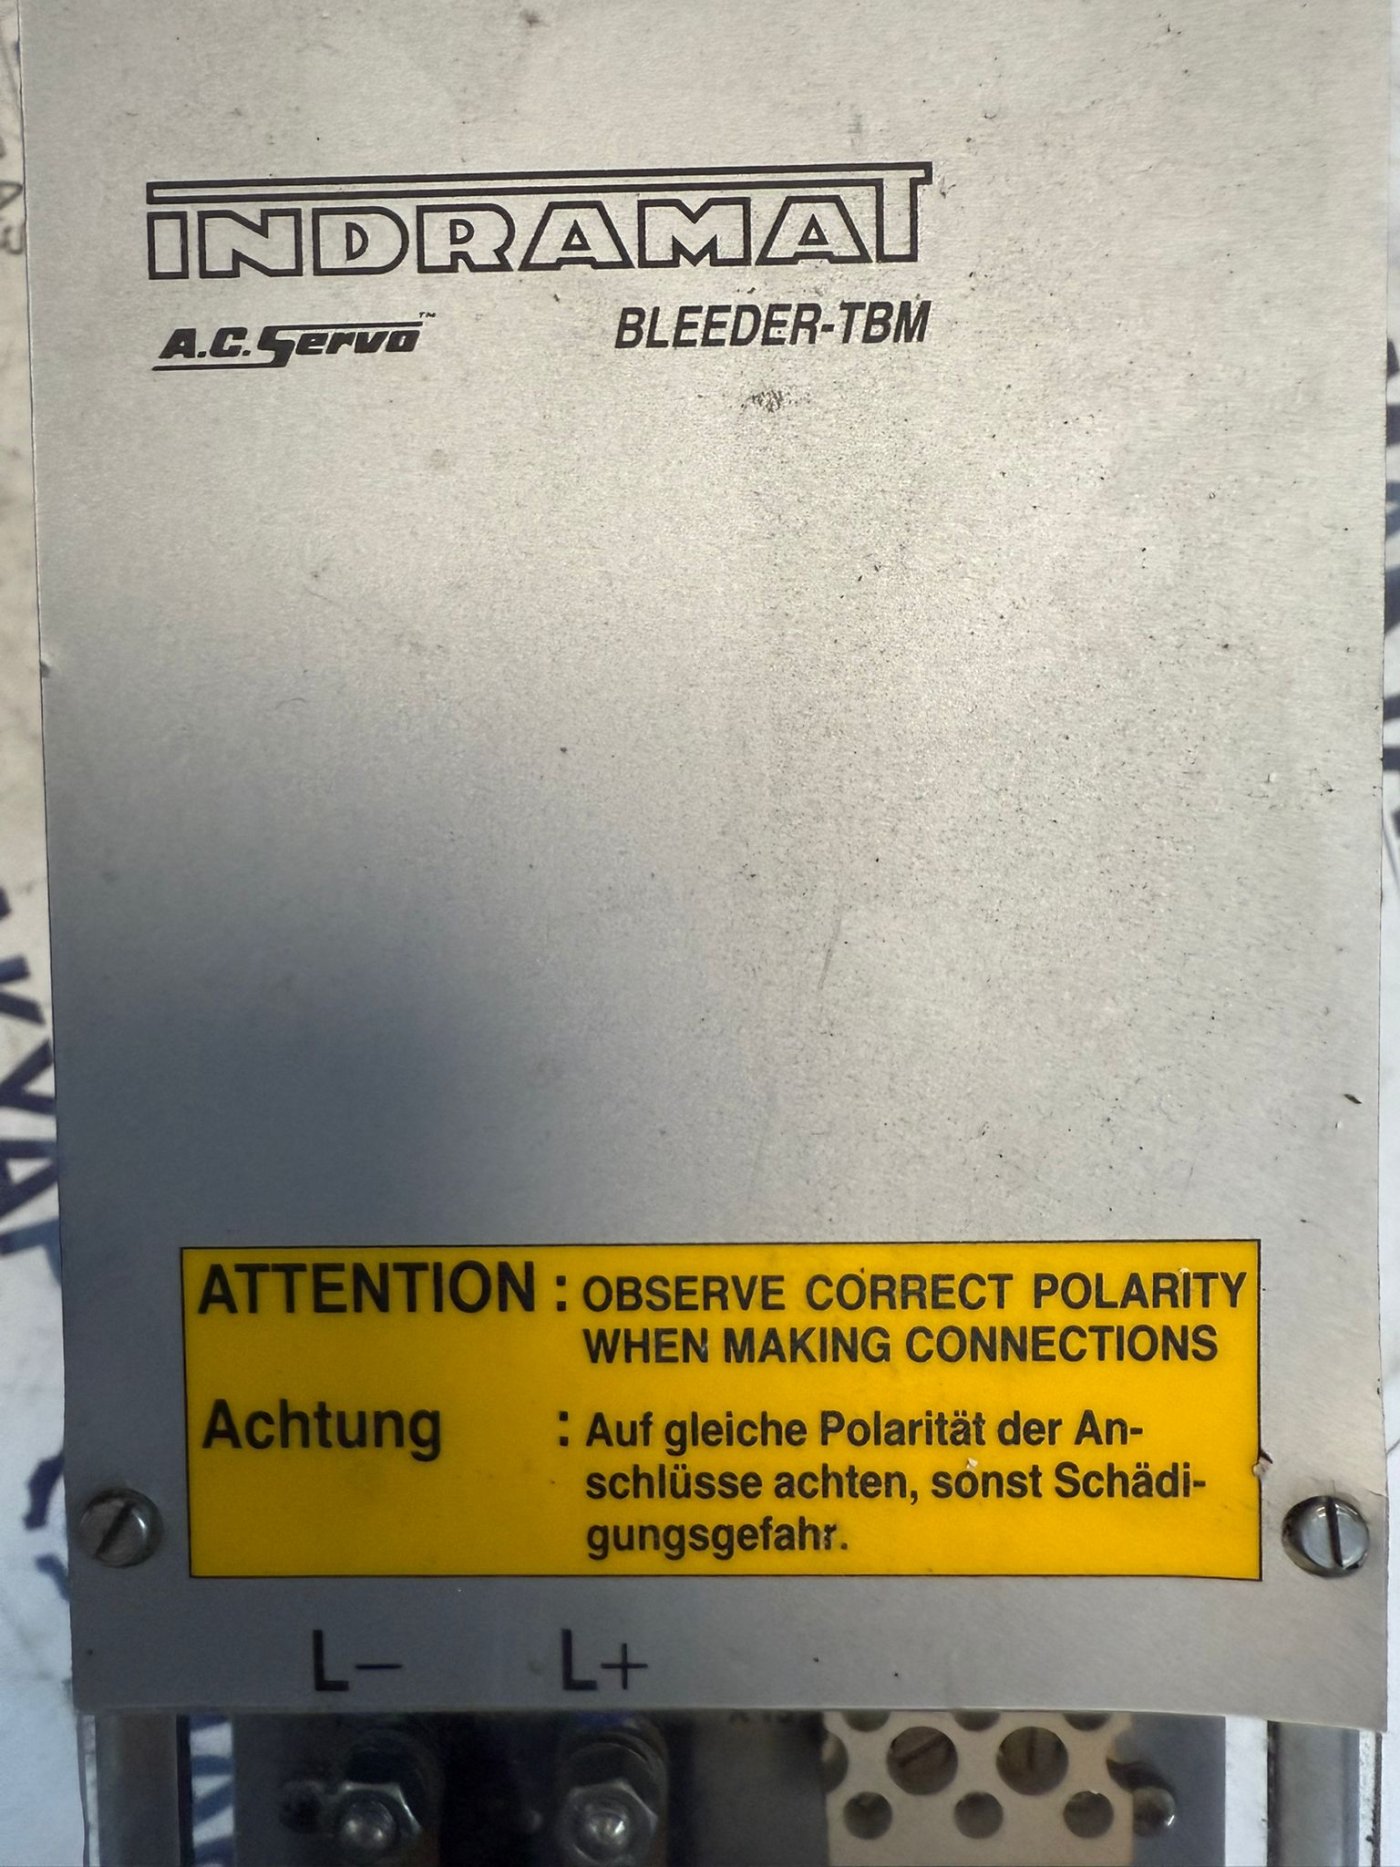 INDRAMAT
A.C. Servo™ BLEEDER-TBM
ATTENTION : OBSERVE CORRECT POLARITY
WHEN MAKING CONNECTIONS
Achtung : Auf gleiche Polarität der An-
schlüsse achten, sonst Schädi-
gungsgefahr.
L− L+